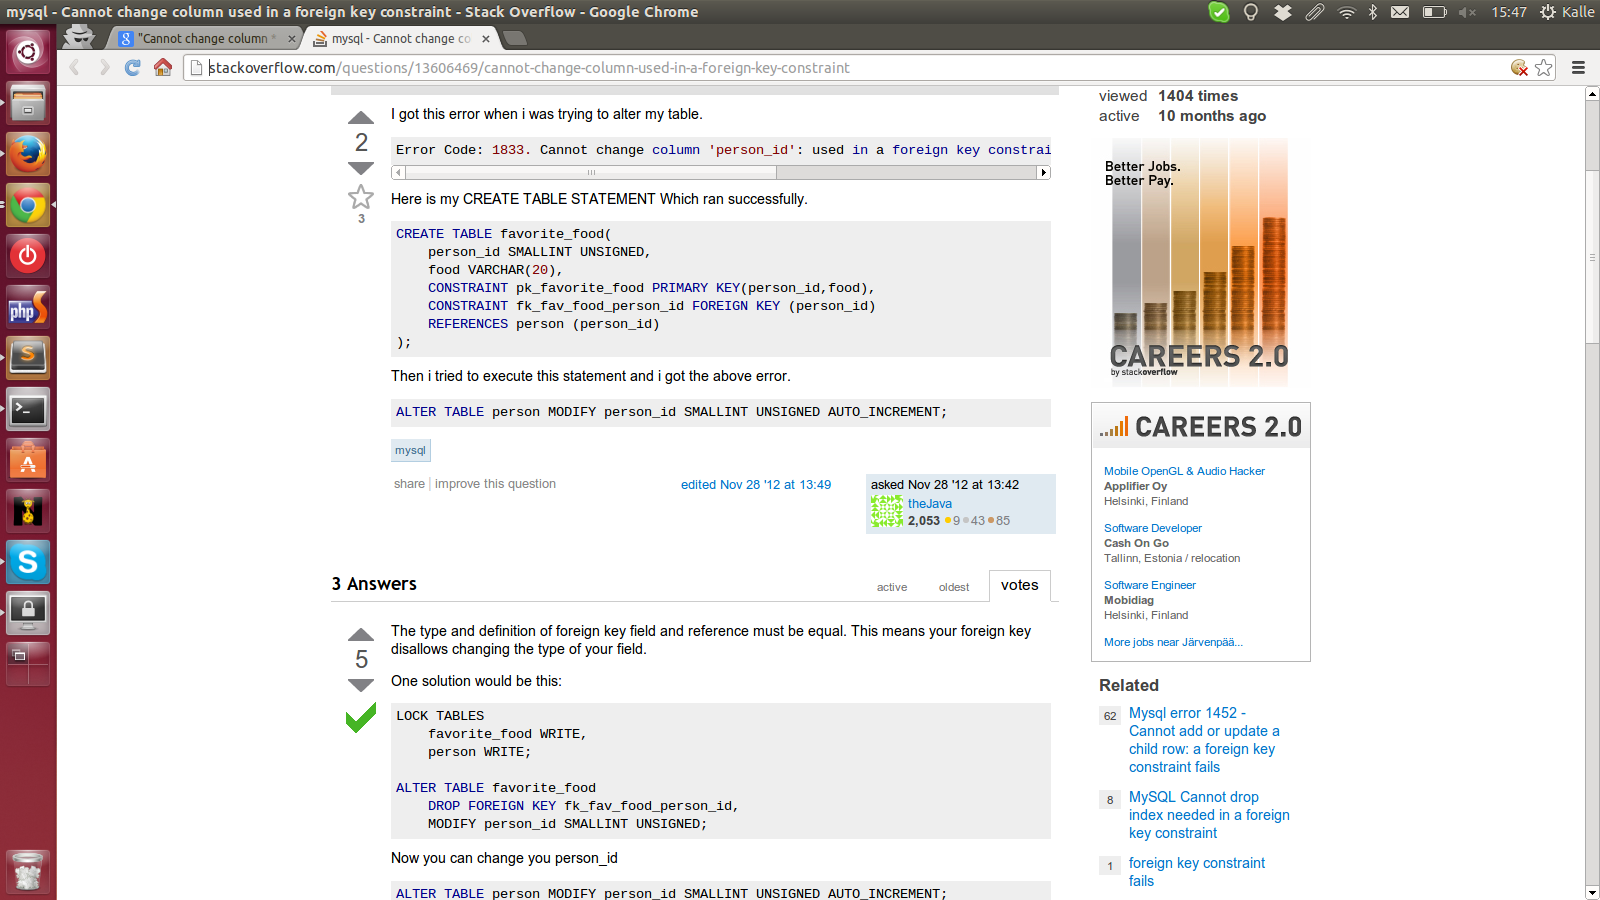 mysql - Cannot change column used in a foreign key constraint - Stack Overflow - Google Chrome
15:47
Kalle
"Cannot change column "
mysql - Cannot change co
stackoverflow.com/questions/13606469/cannot-change-column-used-in-a-foreign-key-constraint
viewed 1404 times
active 10 months ago
I got this error when i was trying to alter my table.
2
Error Code: 1833. Cannot change column 'person_id': used in a foreign key constrai
3
Here is my CREATE TABLE STATEMENT Which ran successfully.
CREATE TABLE favorite_food(
person_id SMALLINT UNSIGNED,
food VARCHAR(20),
CONSTRAINT pk_favorite_food PRIMARY KEY(person_id,food),
CONSTRAINT fk_fav_food_person_id FOREIGN KEY (person_id)
REFERENCES person (person_id)
);
Then i tried to execute this statement and i got the above error.
ALTER TABLE person MODIFY person_id SMALLINT UNSIGNED AUTO_INCREMENT;
mysql
share improve this question
edited Nov 28 '12 at 13:49
asked Nov 28 '12 at 13:42
theJava
2,053 9 43 85
3 Answers
active
oldest
votes
5
The type and definition of foreign key field and reference must be equal. This means your foreign key
disallows changing the type of your field.
One solution would be this:
LOCK TABLES
favorite_food WRITE,
person WRITE;
ALTER TABLE favorite_food
DROP FOREIGN KEY fk_fav_food_person_id,
MODIFY person_id SMALLINT UNSIGNED;
Now you can change you person_id
ALTER TABLE person MODIFY person_id SMALLINT UNSIGNED AUTO_INCREMENT;
Better Jobs.
Better Pay.
CAREERS 2.0
by stackoverflow
CAREERS 2.0
Mobile OpenGL & Audio Hacker
Applifier Oy
Helsinki, Finland
Software Developer
Cash On Go
Tallinn, Estonia / relocation
Software Engineer
Mobidiag
Helsinki, Finland
More jobs near Järvenpää...
Related
62
Mysql error 1452 -
Cannot add or update a
child row: a foreign key
constraint fails
8
MySQL Cannot drop
index needed in a foreign
key constraint
1
foreign key constraint
fails
php
S
S
A
S